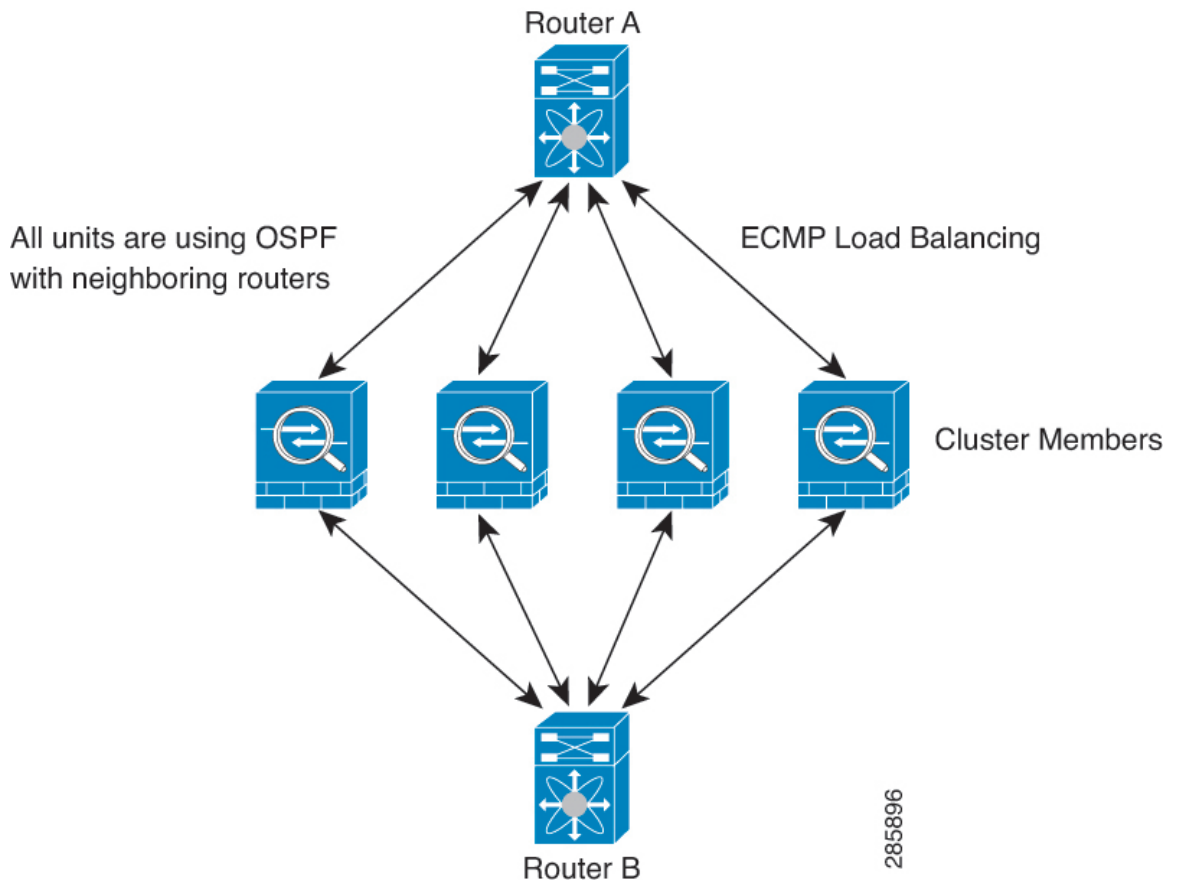 Router A
All units are using OSPF
with neighboring routers
ECMP Load Balancing
Cluster Members
285896
Router B